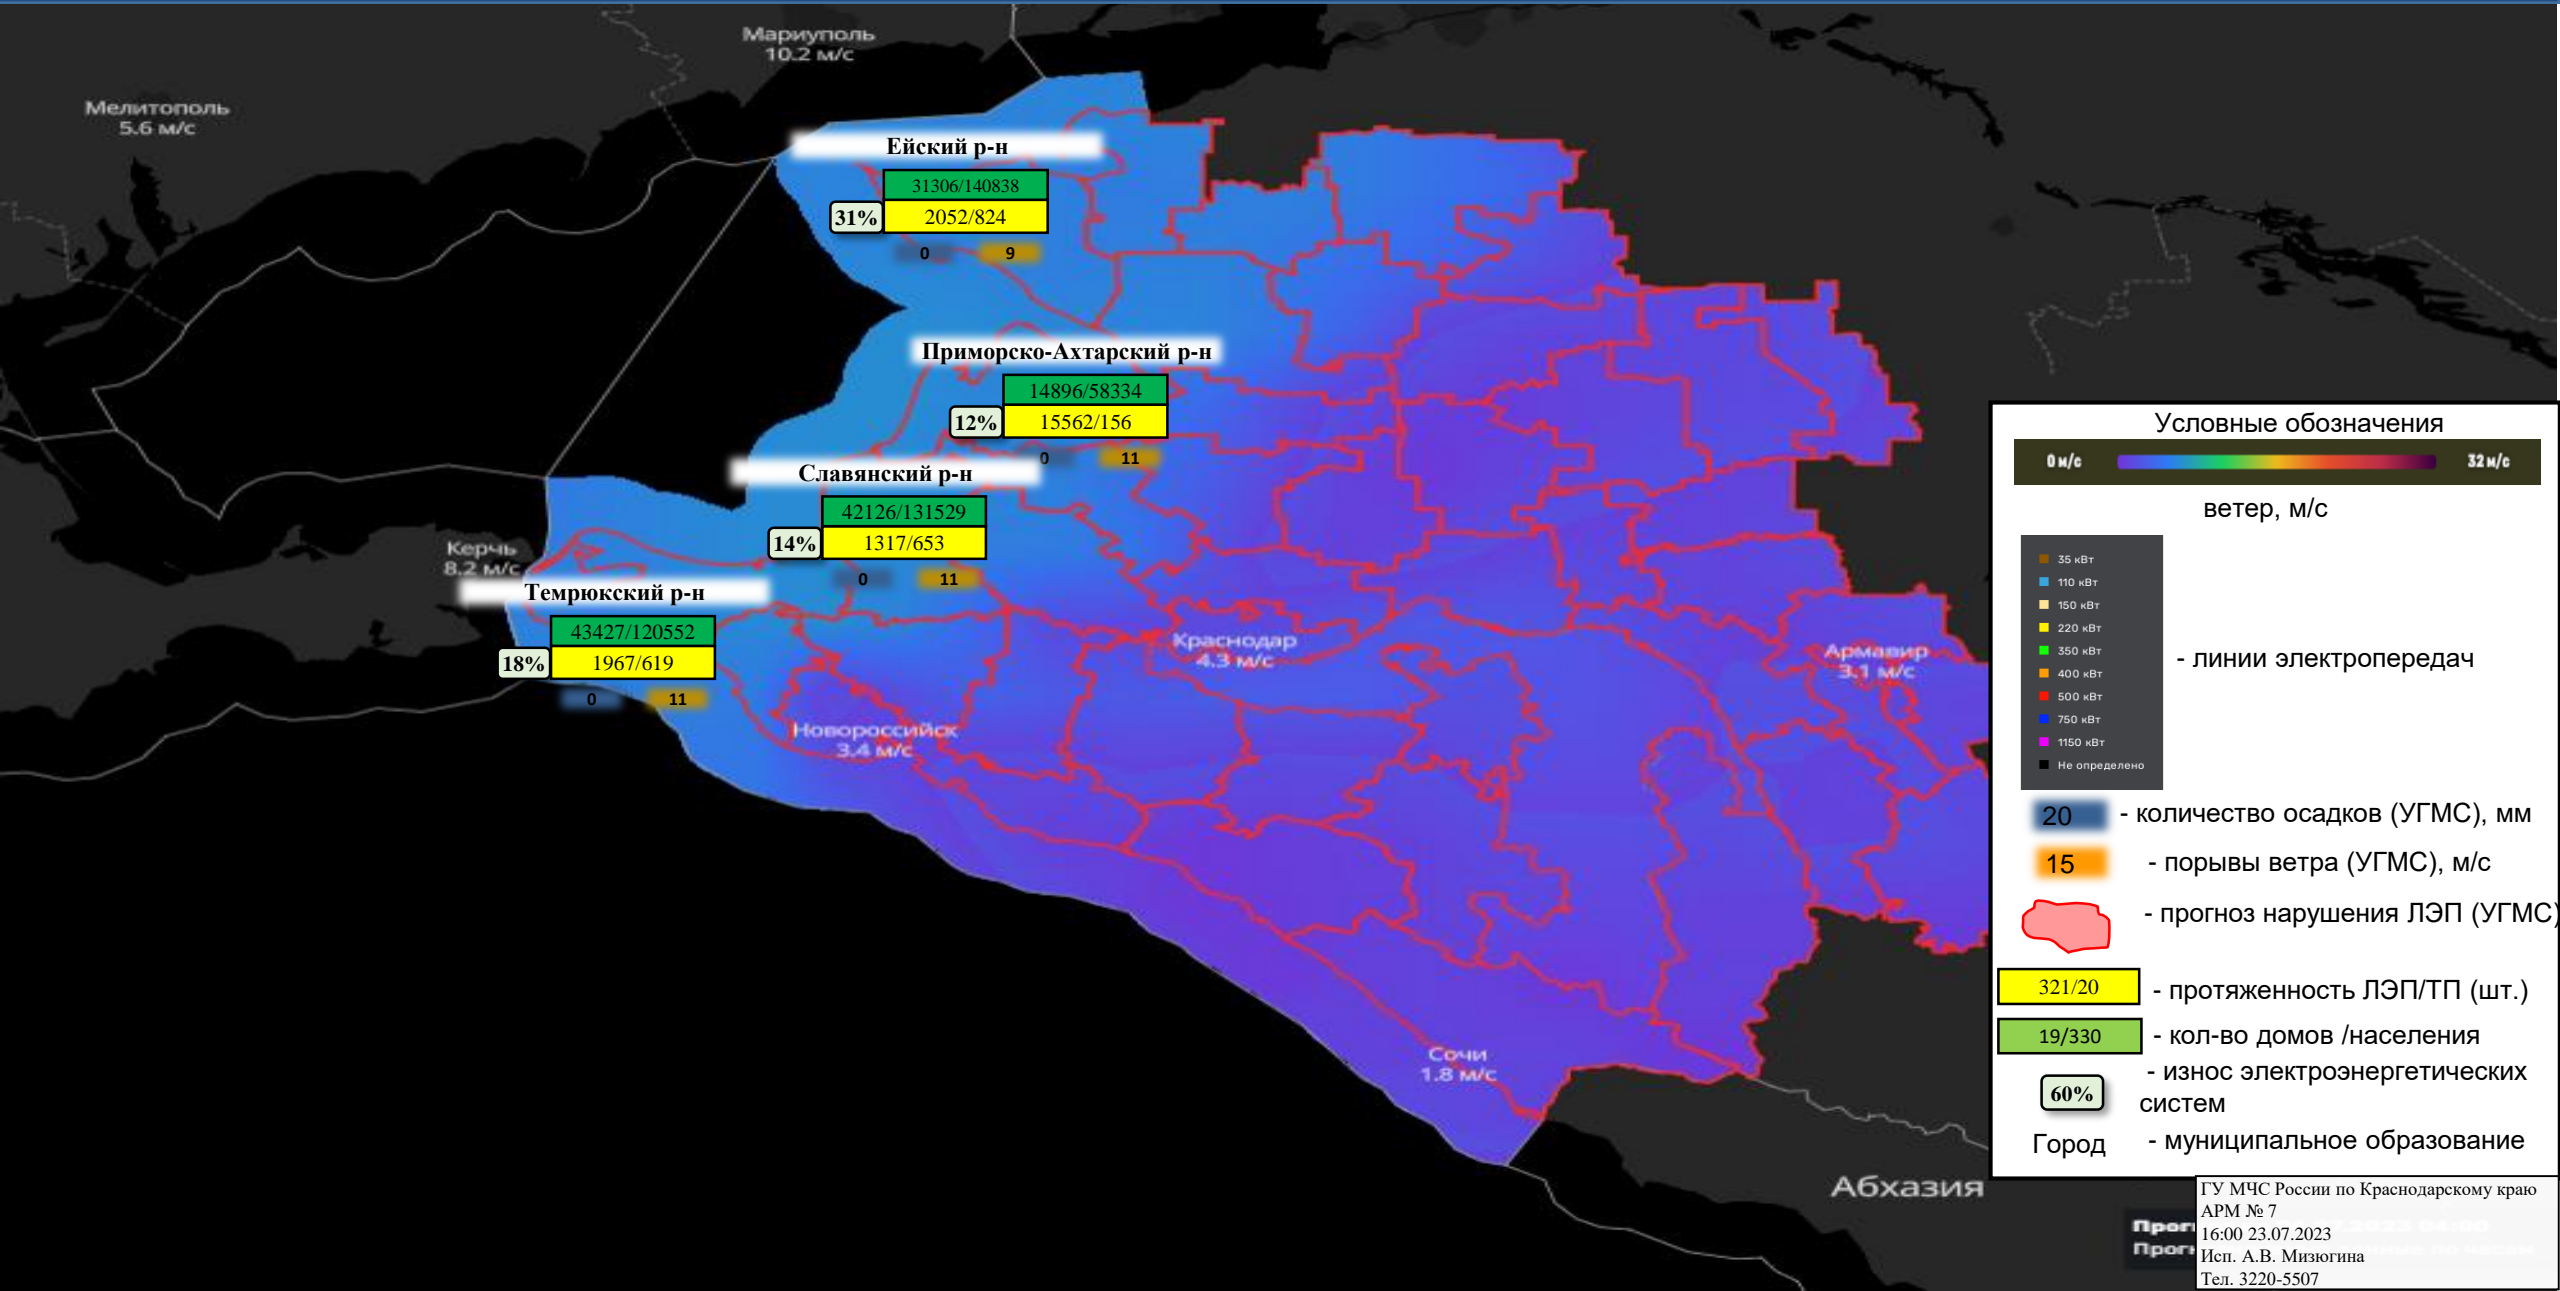 Мариуполь
10.2 м/с
Мелитополь
5.6 м/с
Ейский р-н
31306/140838
31%
2052/824
0
9
Приморско-Ахтарский р-н
14896/58334
12%
15562/156
0
11
Славянский р-н
42126/131529
14%
1317/653
0
11
Керчь
8.2 м/с
Темрюкский р-н
43427/120552
18%
1967/619
0
11
Краснодар
4.3 м/с
Армавир
3.1 м/с
Новороссийск
3.4 м/с
Сочи
1.8 м/с
Абхазия
Условные обозначения
0 м/с
32 м/с
ветер, м/с
35 кВт
110 кВт
150 кВт
220 кВт
350 кВт
400 кВт
500 кВт
750 кВт
1150 кВт
Не определено
- линии электропередач
20 - количество осадков (УГМС), мм
15 - порывы ветра (УГМС), м/с
- прогноз нарушения ЛЭП (УГМС)
321/20 - протяженность ЛЭП/ТП (шт.)
19/330 - кол-во домов /населения
60% - износ электроэнергетических
систем
Город - муниципальное образование
ГУ МЧС России по Краснодарскому краю
АРМ № 7
16:00 23.07.2023
Исп. А.В. Мизюгина
Тел. 3220-5507